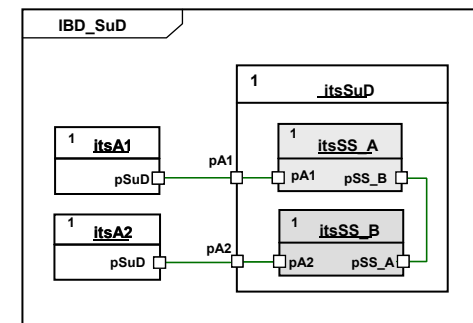 IBD_SuD
1
itsSuD
1
itsA1
pSuD
pA1
1
itsSS_A
pA1
pSS_B
1
itsA2
pSuD
pA2
1
itsSS_B
pA2
pSS_A